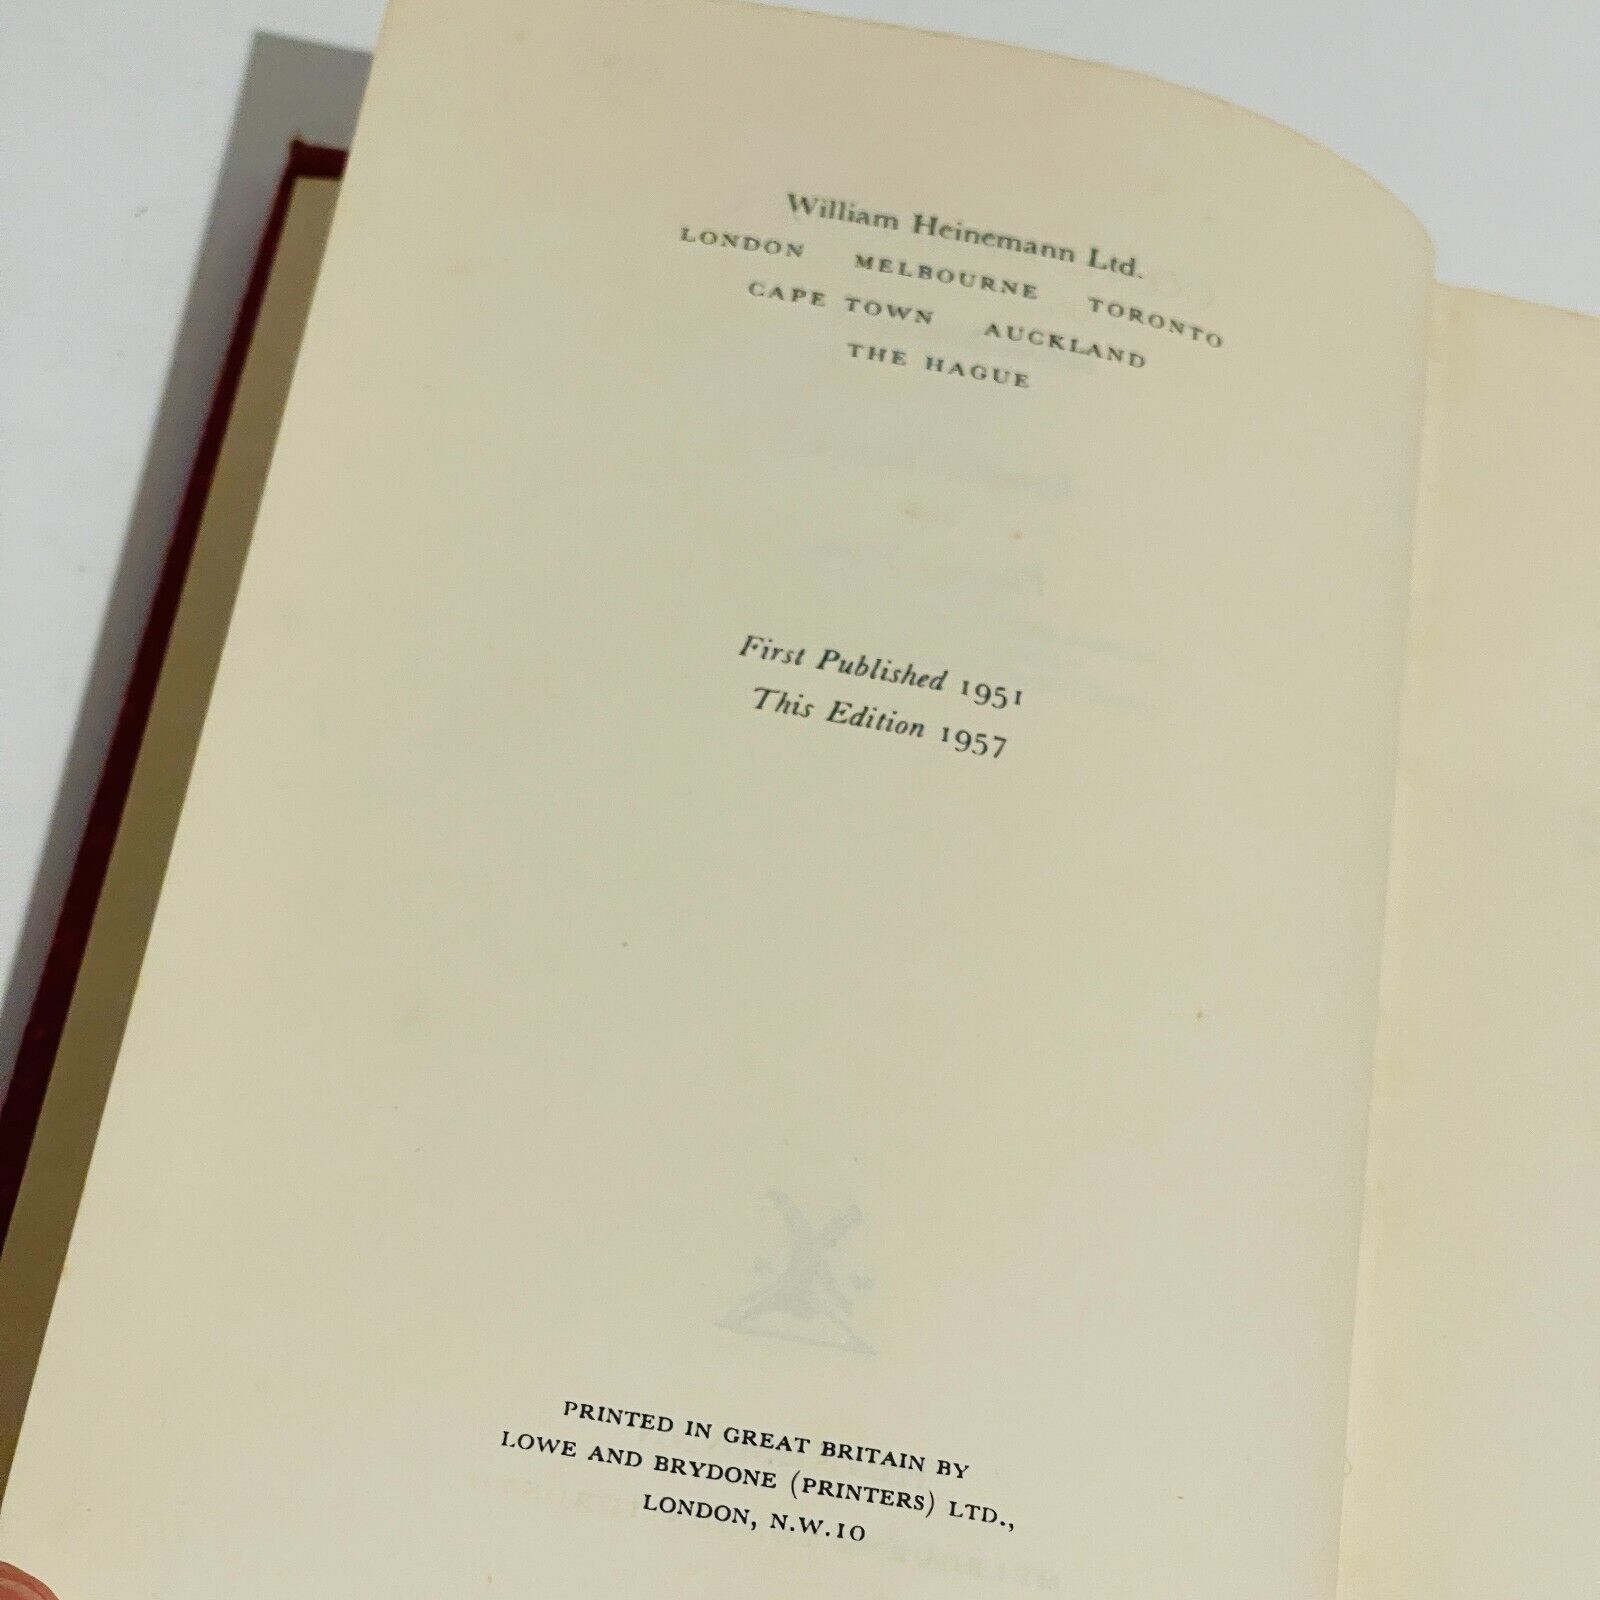 William Heinemann Ltd.
LONDON MELBOURNE TORONTO
CAPE TOWN AUCKLAND
THE HAGUE
First Published 1951
This Edition 1957
PRINTED IN GREAT BRITAIN BY
LOWE AND BRYDONE (PRINTERS) LTD.,
LONDON, N.W.10